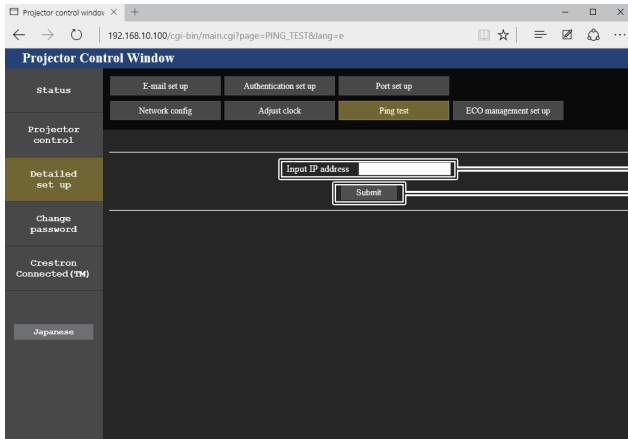 Projector control window
192.168.10.100/cgi-bin/main.cgi?page=PING_TEST&lang=e
Projector Control Window
Status
E-mail set up
Authentication set up
Port set up
Network config
Adjust clock
Ping test
ECO management set up
Projector
control
Detailed
set up
Input IP address
Submit
Change
password
Crestron
Connected(TM)
Japanese